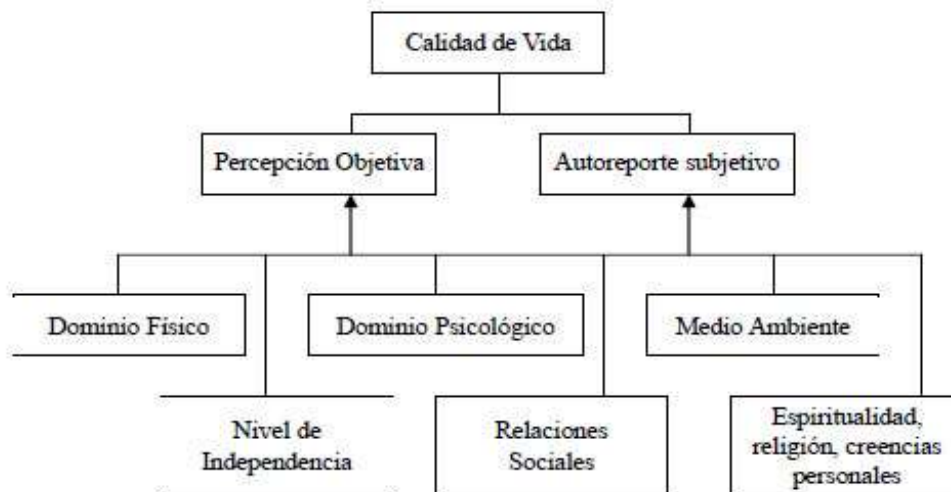 Calidad de Vida
Percepción Objetiva
Autoreporte subjetivo
Dominio Físico
Dominio Psicológico
Medio Ambiente
Nivel de
Independencia
Relaciones
Sociales
Espiritualidad,
religión, creencias
personales